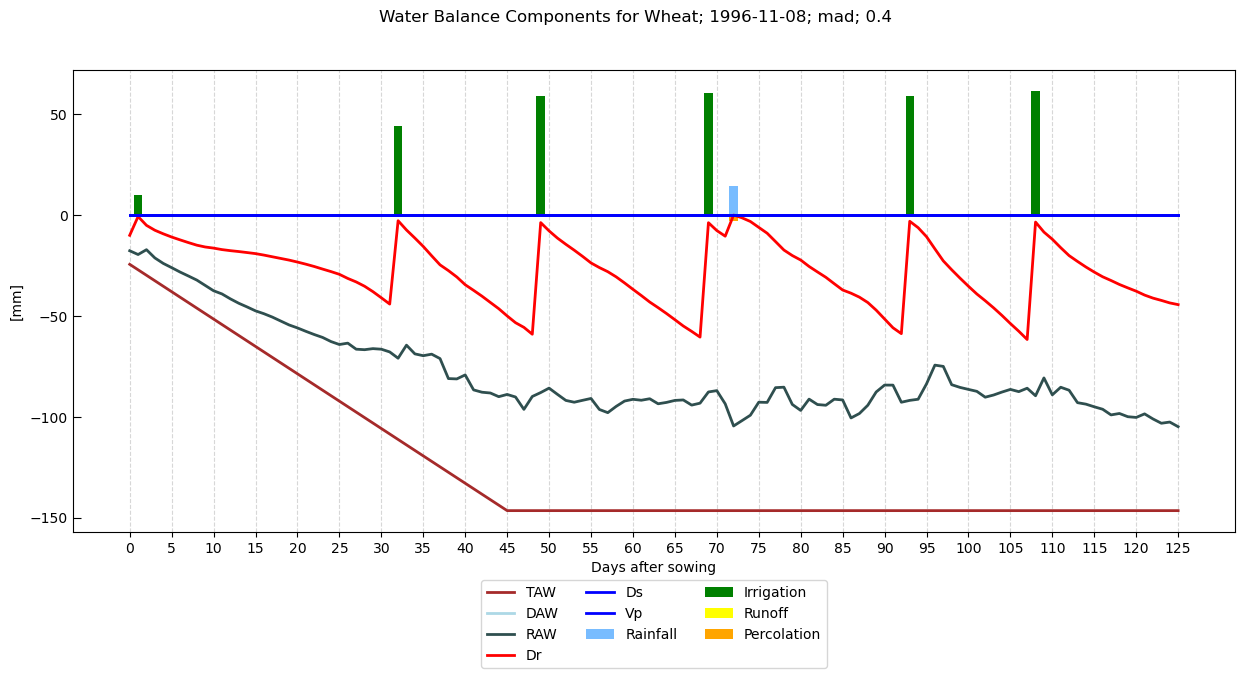 Water Balance Components for Wheat; 1996-11-08; mad; 0.4
50
0
−50
−100
−150
[mm]
0 5 10 15 20 25 30 35 40 45 50 55 60 65 70 75 80 85 90 95 100 105 110 115 120 125
Days after sowing
TAW Ds Irrigation
DAW Vp Runoff
RAW Rainfall Percolation
Dr